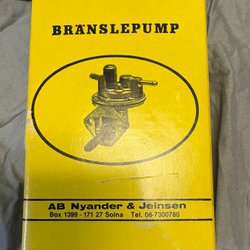 BRÄNSLEPUMP
AB Nyander & Jeinsen
Box 1399 - 171 27 Solna Tel. 08-7300780